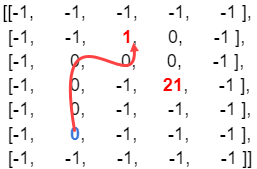 [[-1, -1, -1, -1, -1 ],
[-1, -1, 1, 0, -1 ],
[-1, 0, 0, 0, -1 ],
[-1, 0, -1, 21, -1 ],
[-1, 0, -1, -1, -1 ],
[-1, 0, -1, -1, -1 ],
[-1, -1, -1, -1, -1 ]]